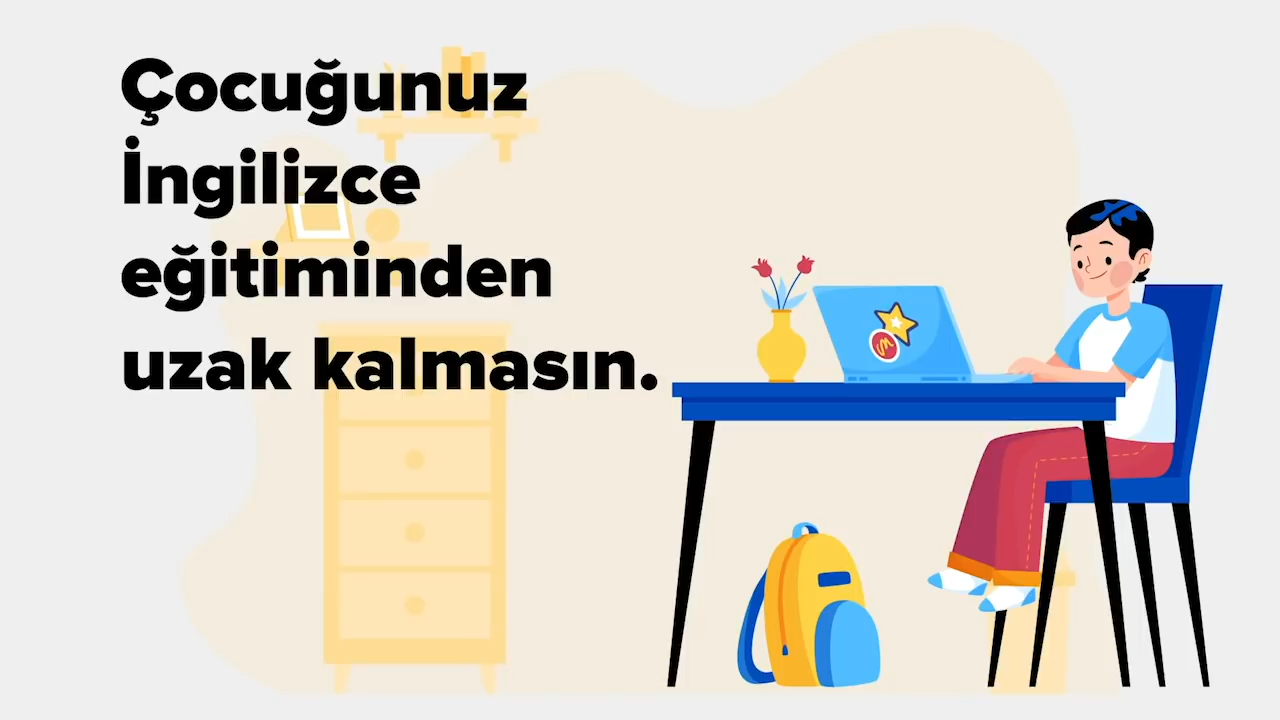 Çocuğunuz
İngilizce
eğitiminden
uzak kalmasın.